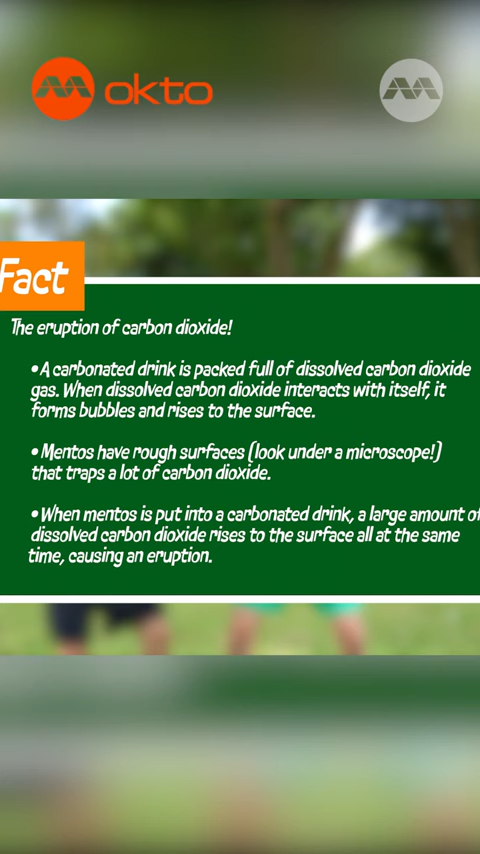 okto
Fact
The eruption of carbon dioxide!
• A carbonated drink is packed full of dissolved carbon dioxide
gas. When dissolved carbon dioxide interacts with itself, it
forms bubbles and rises to the surface.
• Mentos have rough surfaces (look under a microscope!)
that traps a lot of carbon dioxide.
• When mentos is put into a carbonated drink, a large amount of
dissolved carbon dioxide rises to the surface all at the same
time, causing an eruption.